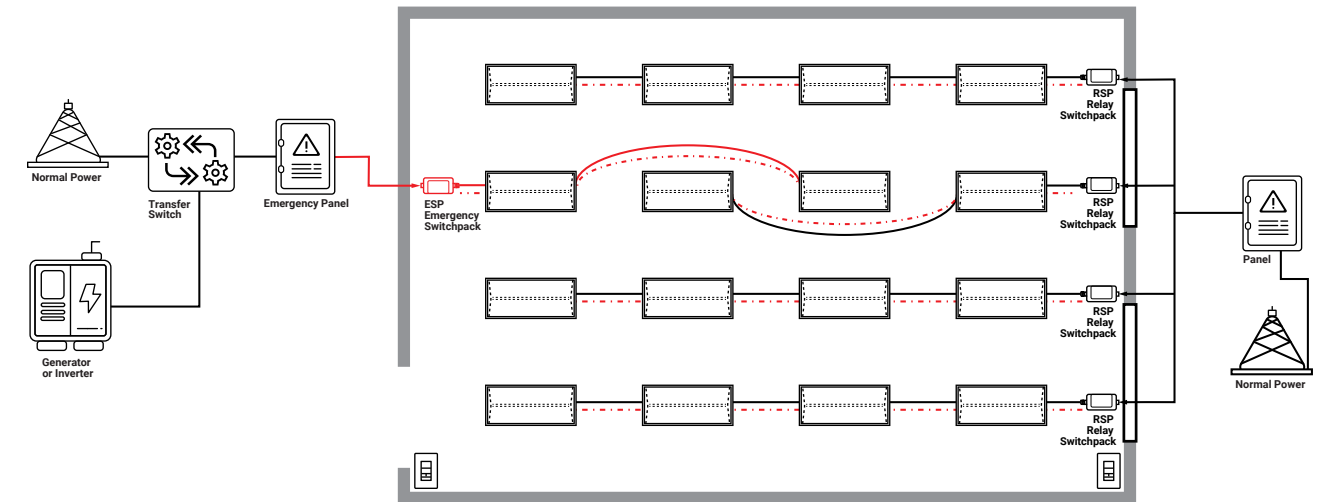 Normal Power
Transfer
Switch
Emergency Panel
Generator
or Inverter
ESP
Emergency
Switchpack
RSP
Relay
Switchpack
RSP
Relay
Switchpack
RSP
Relay
Switchpack
RSP
Relay
Switchpack
Panel
Normal Power